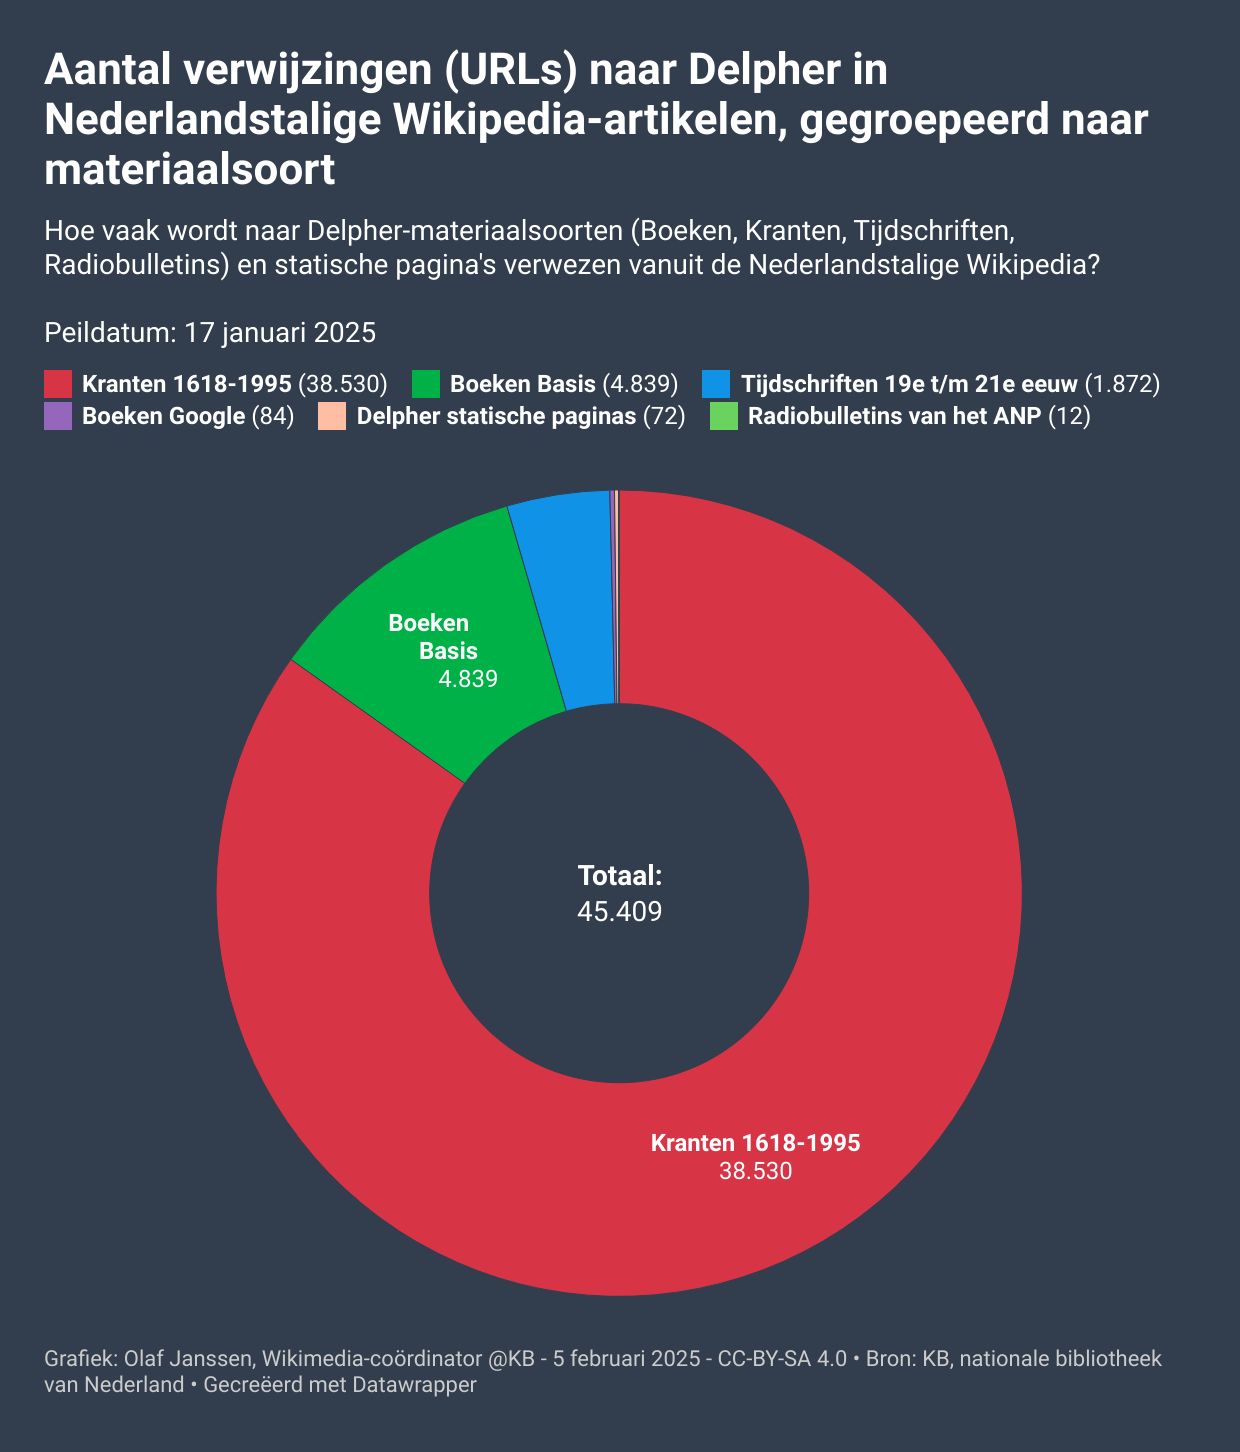 Aantal verwijzingen (URLs) naar Delpher in
Nederlandstalige Wikipedia-artikelen, gegroepeerd naar
materiaalsoort
Hoe vaak wordt naar Delpher-materiaalsoorten (Boeken, Kranten, Tijdschriften,
Radiobulletins) en statische pagina's verwezen vanuit de Nederlandstalige Wikipedia?
Peildatum: 17 januari 2025
Kranten 1618-1995 (38.530) Boeken Basis (4.839) Tijdschriften 19e t/m 21e eeuw (1.872)
Boeken Google (84) Delpher statische paginas (72) Radiobulletins van het ANP (12)
Boeken
Basis
4.839
Totaal:
45.409
Kranten 1618-1995
38.530
Grafiek: Olaf Janssen, Wikimedia-coördinator @KB - 5 februari 2025 - CC-BY-SA 4.0 • Bron: KB, nationale bibliotheek
van Nederland • Gecreëerd met Datawrapper